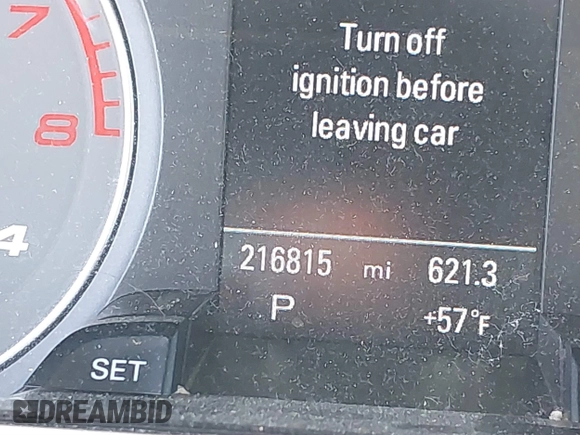 7
8
4
Turn off
ignition before
leaving car
216815 mi 621.3
P +57°F
SET
DREAMBID